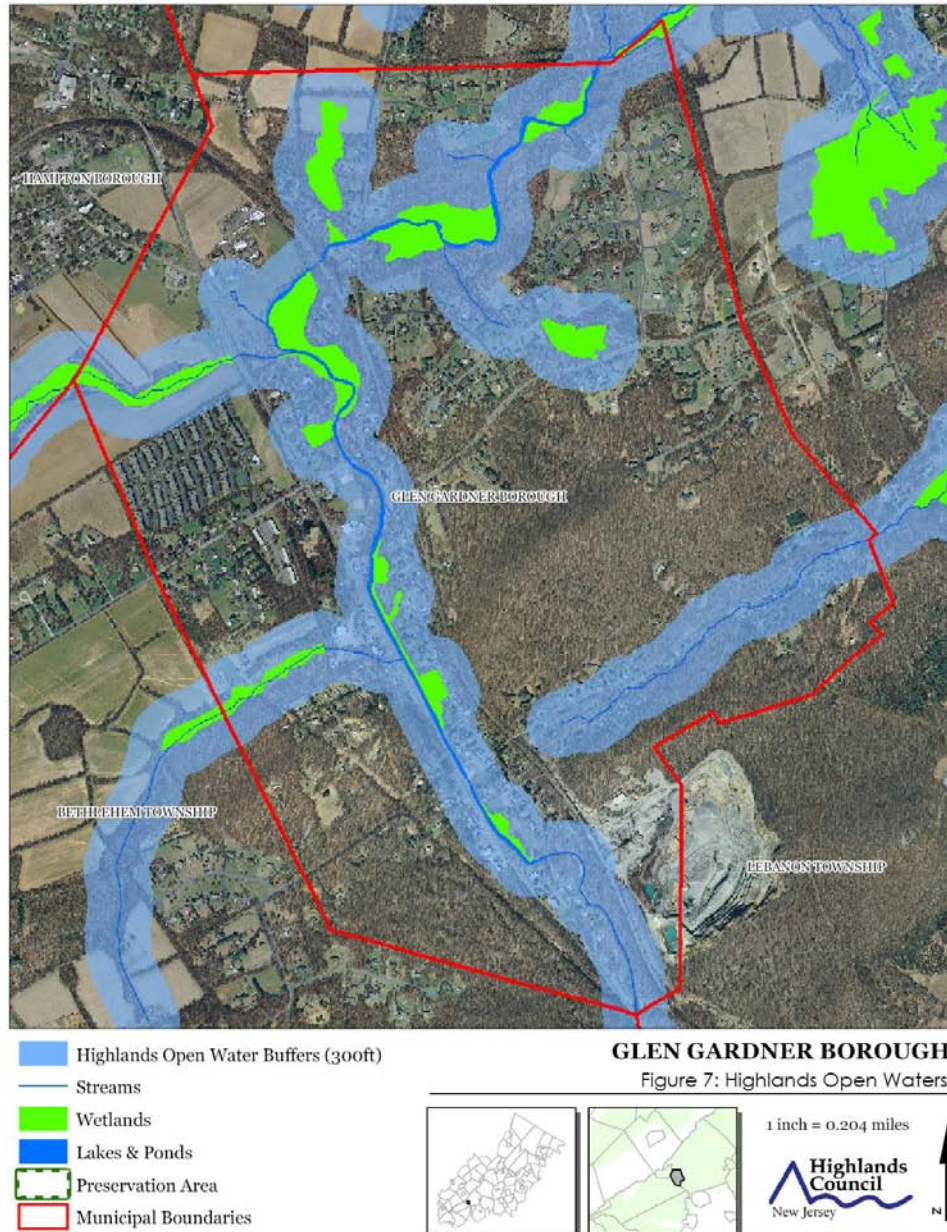 HAMPTON BOROUGH
GLEN GARDNER BOROUGH
BETHLEHEM TOWNSHIP
LEBANON TOWNSHIP
Highlands Open Water Buffers (300ft)
Streams
Wetlands
Lakes & Ponds
Preservation Area
Municipal Boundaries
GLEN GARDNER BOROUGH
Figure 7: Highlands Open Waters
1 inch = 0.204 miles
Highlands
Council
New Jersey
N